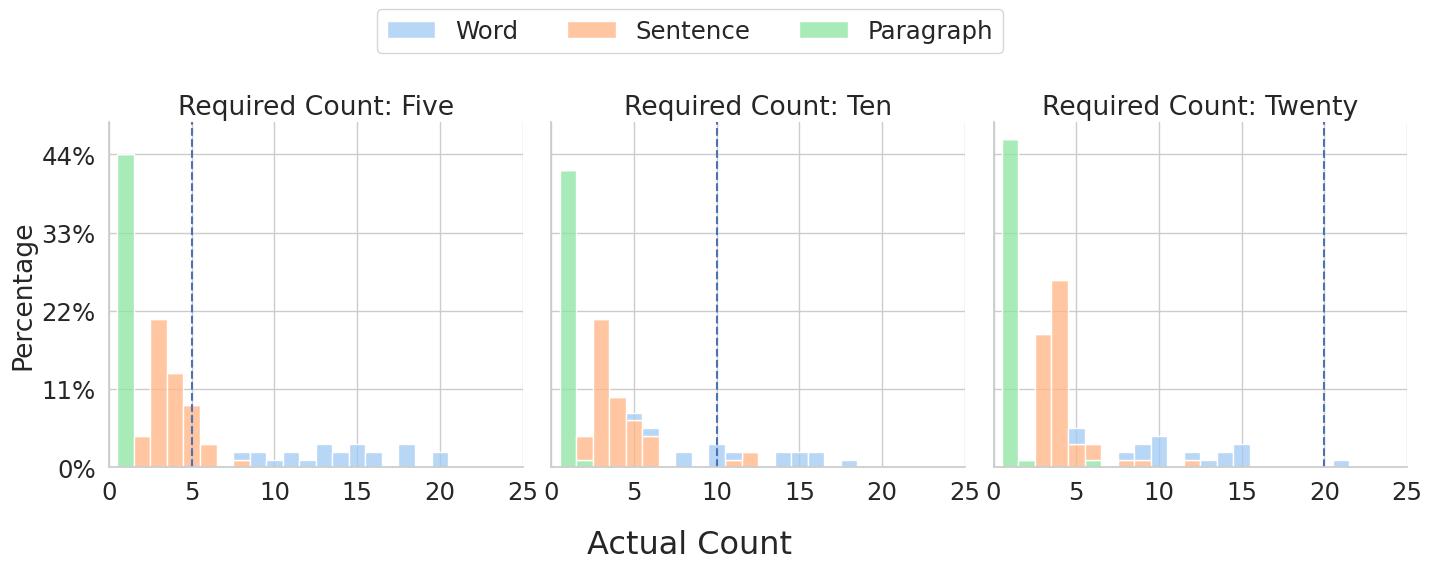 Word Sentence Paragraph
Required Count: Five Required Count: Ten Required Count: Twenty
44%
33%
22%
11%
0%
Percentage
0 5 10 15 20 25 0 5 10 15 20 25 0 5 10 15 20 25
Actual Count